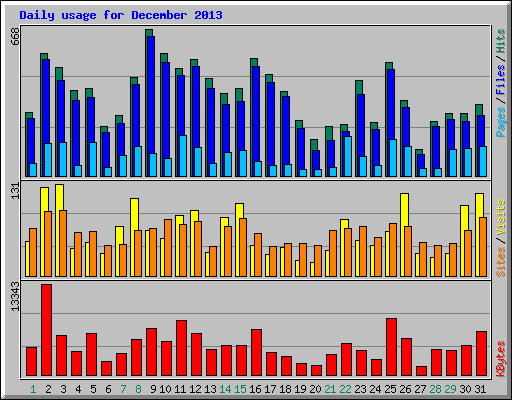 Daily usage for December 2013
668
Pages / Files / Hits
131
Sites / Visits
13343
KBytes
1 2 3 4 5 6 7 8 9 10 11 12 13 14 15 16 17 18 19 20 21 22 23 24 25 26 27 28 29 30 31